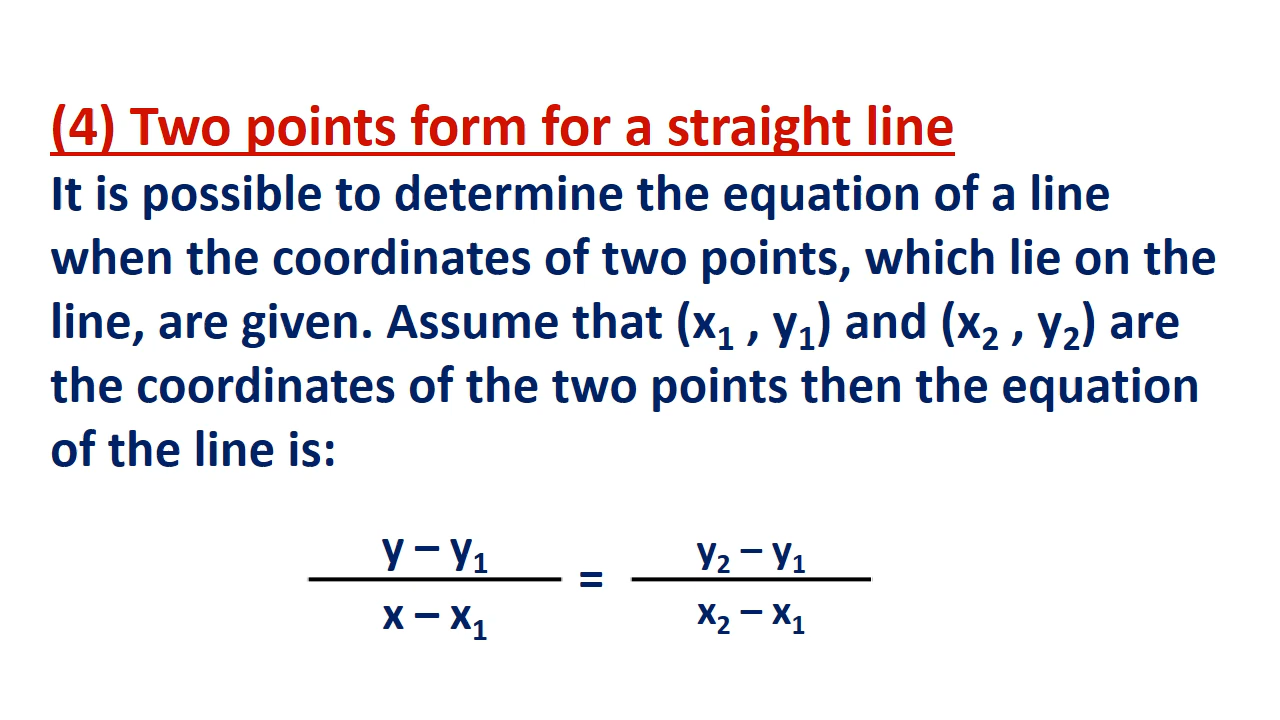 (4) Two points form for a straight line
It is possible to determine the equation of a line
when the coordinates of two points, which lie on the
line, are given. Assume that (x₁ , y₁) and (x₂ , y₂) are
the coordinates of the two points then the equation
of the line is:
y – y₁ = y₂ – y₁
x – x₁ x₂ – x₁